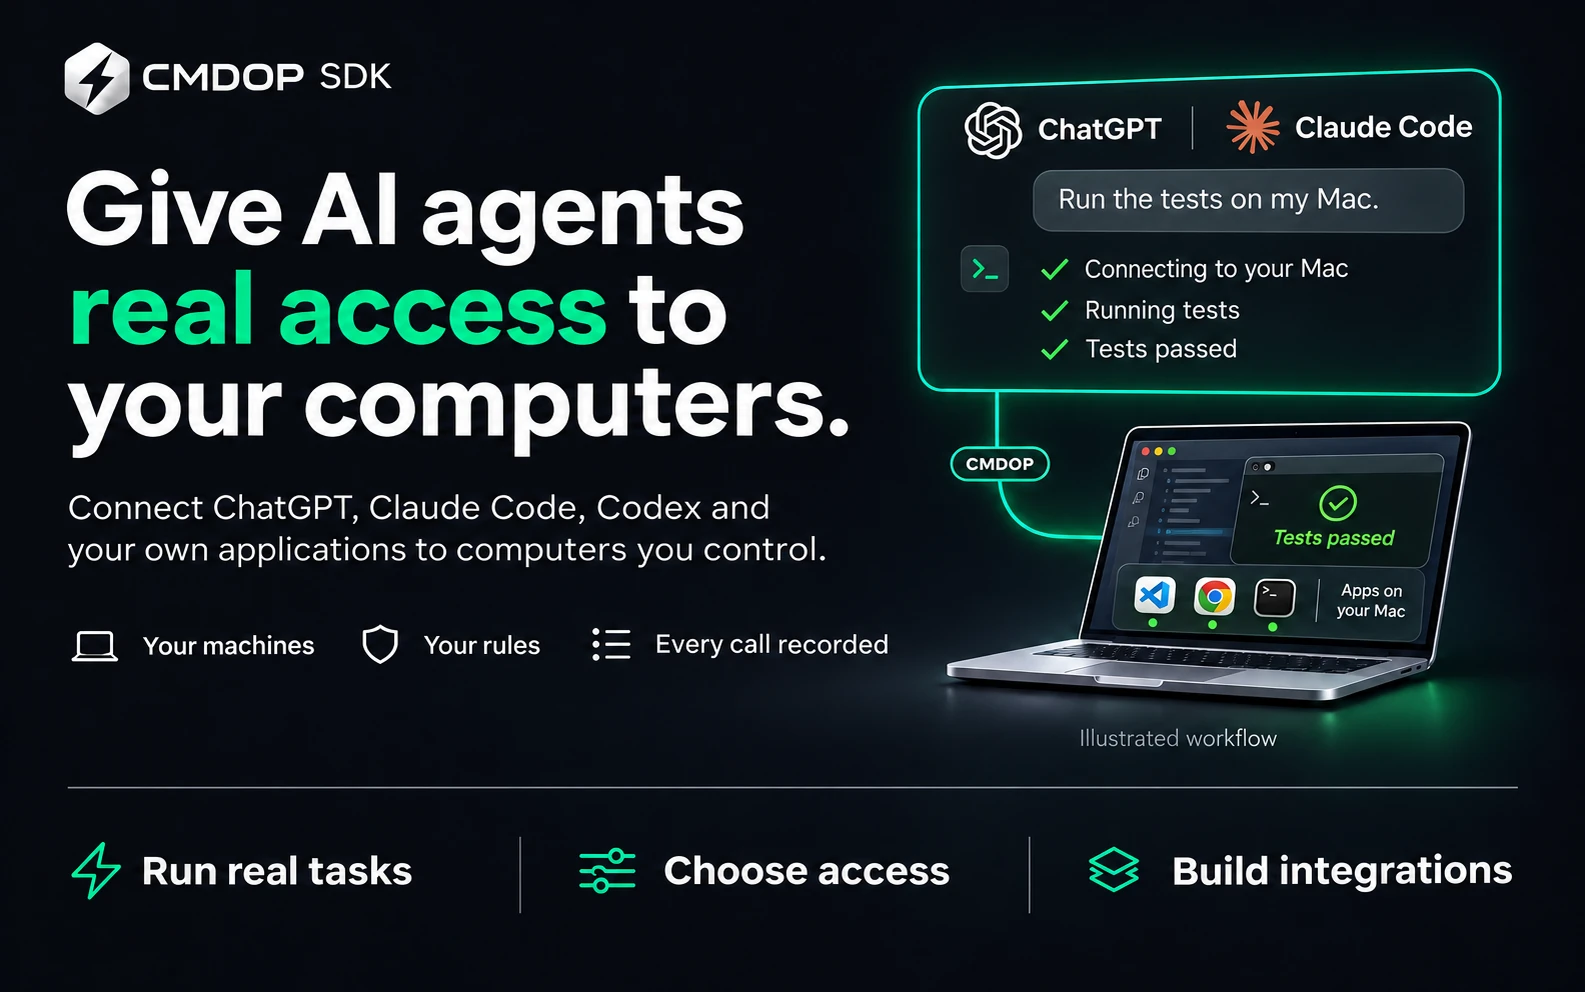 CMDOP SDK
Give AI agents
real access to
your computers.
Connect ChatGPT, Claude Code, Codex and
your own applications to computers you control.
Your machines
Your rules
Every call recorded
ChatGPT
Claude Code
Run the tests on my Mac.
Connecting to your Mac
Running tests
Tests passed
CMDOP
Tests passed
Apps on
your Mac
Illustrated workflow
Run real tasks
Choose access
Build integrations